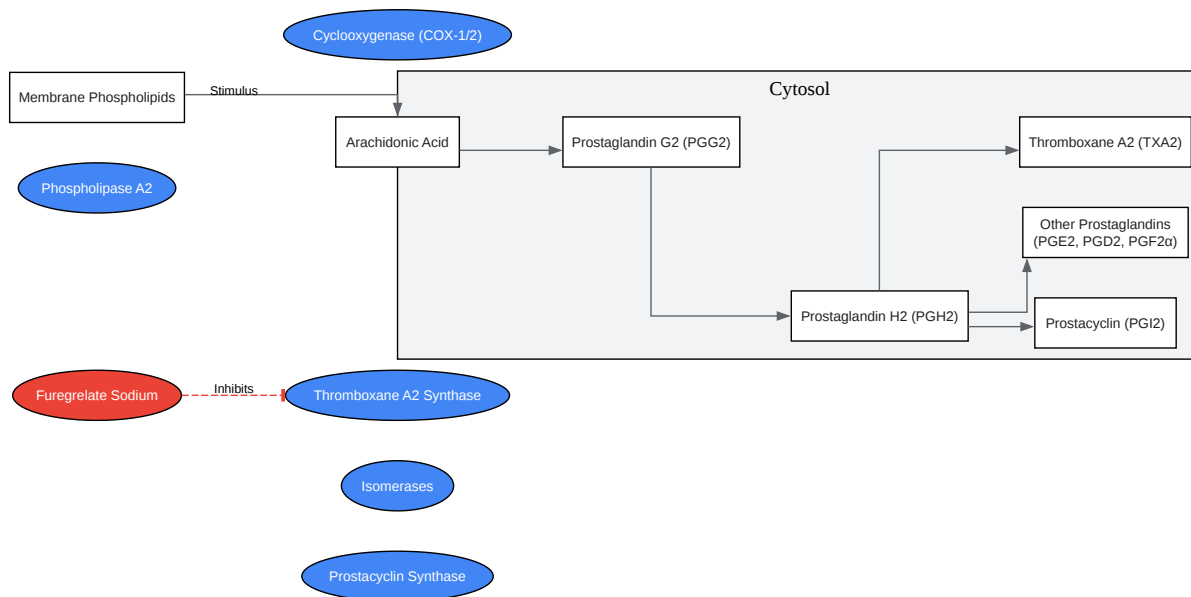 Cyclooxygenase (COX-1/2)
Cytosol
Membrane Phospholipids
Stimulus
Arachidonic Acid
Prostaglandin G2 (PGG2)
Thromboxane A2 (TXA2)
Phospholipase A2
Other Prostaglandins
(PGE2, PGD2, PGF2α)
Prostaglandin H2 (PGH2)
Prostacyclin (PGI2)
Furegrelate Sodium
Inhibits
Thromboxane A2 Synthase
Isomerases
Prostacyclin Synthase